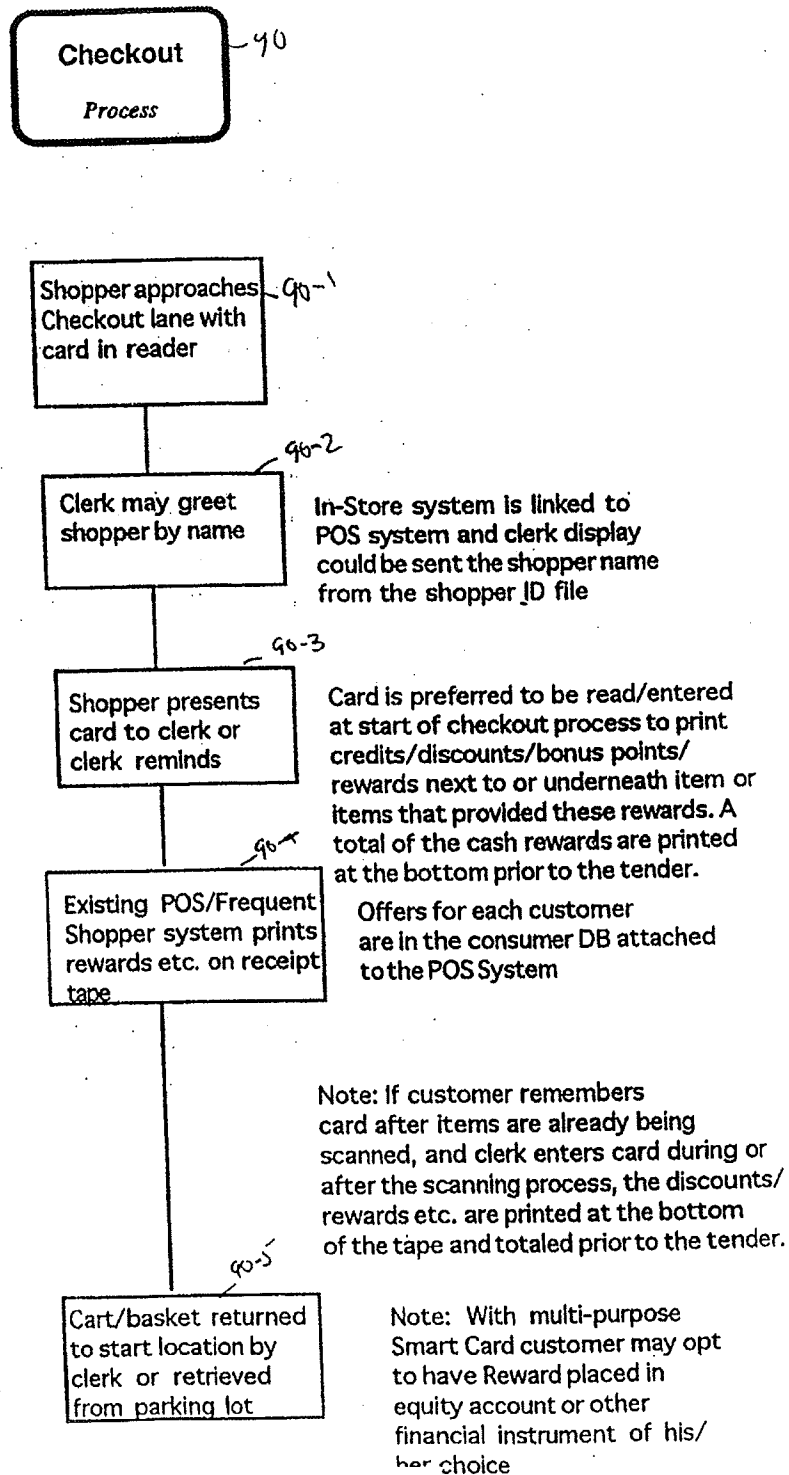 Checkout
90
Process
Shopper approaches
Checkout lane with
card in reader
90-1
90-2
Clerk may greet
shopper by name
In-Store system is linked to
POS system and clerk display
could be sent the shopper name
from the shopper ID file
90-3
Shopper presents
card to clerk or
clerk reminds
Card is preferred to be read/entered
at start of checkout process to print
credits/discounts/bonus points/
rewards next to or underneath item or
items that provided these rewards. A
total of the cash rewards are printed
at the bottom prior to the tender.
90-4
Existing POS/Frequent
Shopper system prints
rewards etc. on receipt
tape
Offers for each customer
are in the consumer DB attached
to the POS System
Note: If customer remembers
card after items are already being
scanned, and clerk enters card during or
after the scanning process, the discounts/
rewards etc. are printed at the bottom
of the tape and totaled prior to the tender.
90-5
Cart/basket returned
to start location by
clerk or retrieved
from parking lot
Note: With multi-purpose
Smart Card customer may opt
to have Reward placed in
equity account or other
financial instrument of his/
her choice